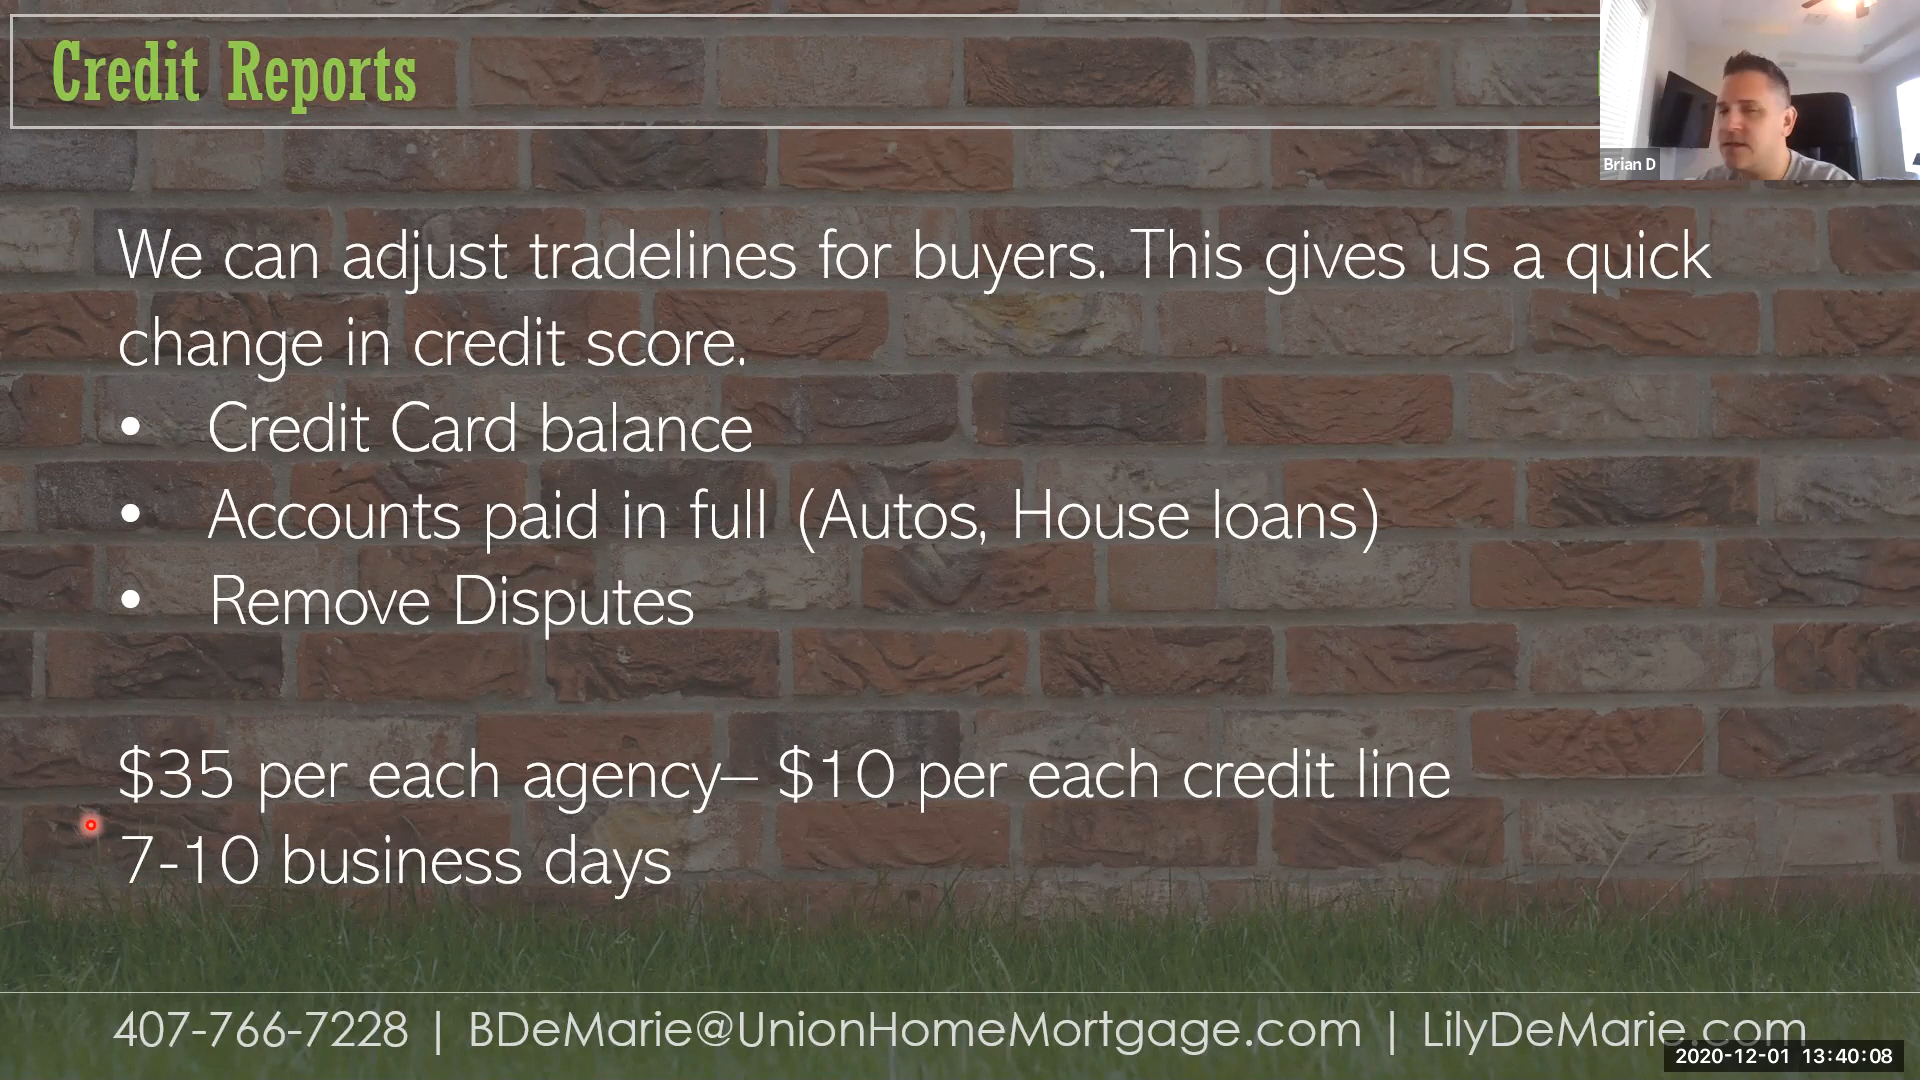 Credit Reports
Brian D
We can adjust tradelines for buyers. This gives us a quick
change in credit score.
• Credit Card balance
• Accounts paid in full (Autos, House loans)
• Remove Disputes
$35 per each agency– $10 per each credit line
7-10 business days
407-766-7228 | BDeMarie@UnionHomeMortgage.com | LilyDeMarie.com
2020-12-01 13:40:08